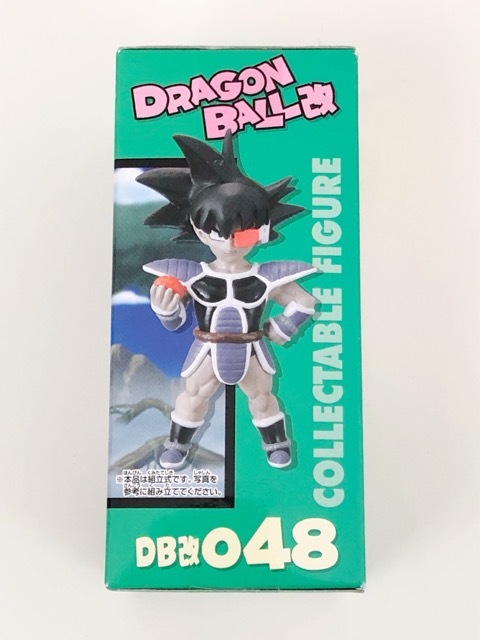 DRAGON
BALL改
COLLECTABLE FIGURE
※本品は組立式です。写真を
参考に組み立ててください。
DB改048